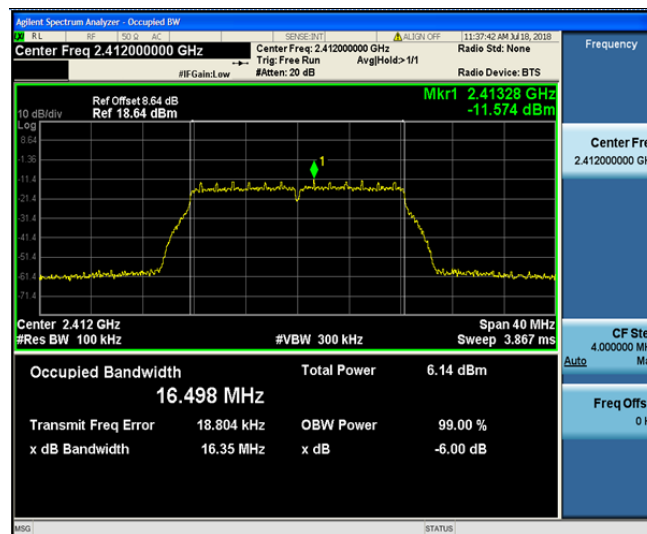 Agilent Spectrum Analyzer - Occupied BW
RL RF 50 Ω AC SENSE:INT ALIGN OFF 11:37:42 AM Jul 18, 2018
Center Freq 2.412000000 GHz
Center Freq: 2.412000000 GHz Radio Std: None
Trig: Free Run Avg|Hold:>1/1
#IFGain:Low #Atten: 20 dB Radio Device: BTS
Frequency
Ref Offset 8.64 dB
10 dB/div Ref 18.64 dBm
Mkr1 2.41328 GHz
-11.574 dBm
Log
8.64
-1.36
-11.4
-21.4
-31.4
-41.4
-51.4
-61.4
-71.4
1
Center Fre
2.412000000 GH
Center 2.412 GHz Span 40 MHz
#Res BW 100 kHz #VBW 300 kHz Sweep 3.867 ms
CF Ste
4.000000 MH
Auto Ma
Occupied Bandwidth Total Power 6.14 dBm
16.498 MHz
Transmit Freq Error 18.804 kHz OBW Power 99.00 %
x dB Bandwidth 16.35 MHz x dB -6.00 dB
Freq Offs
0 H
MSG STATUS